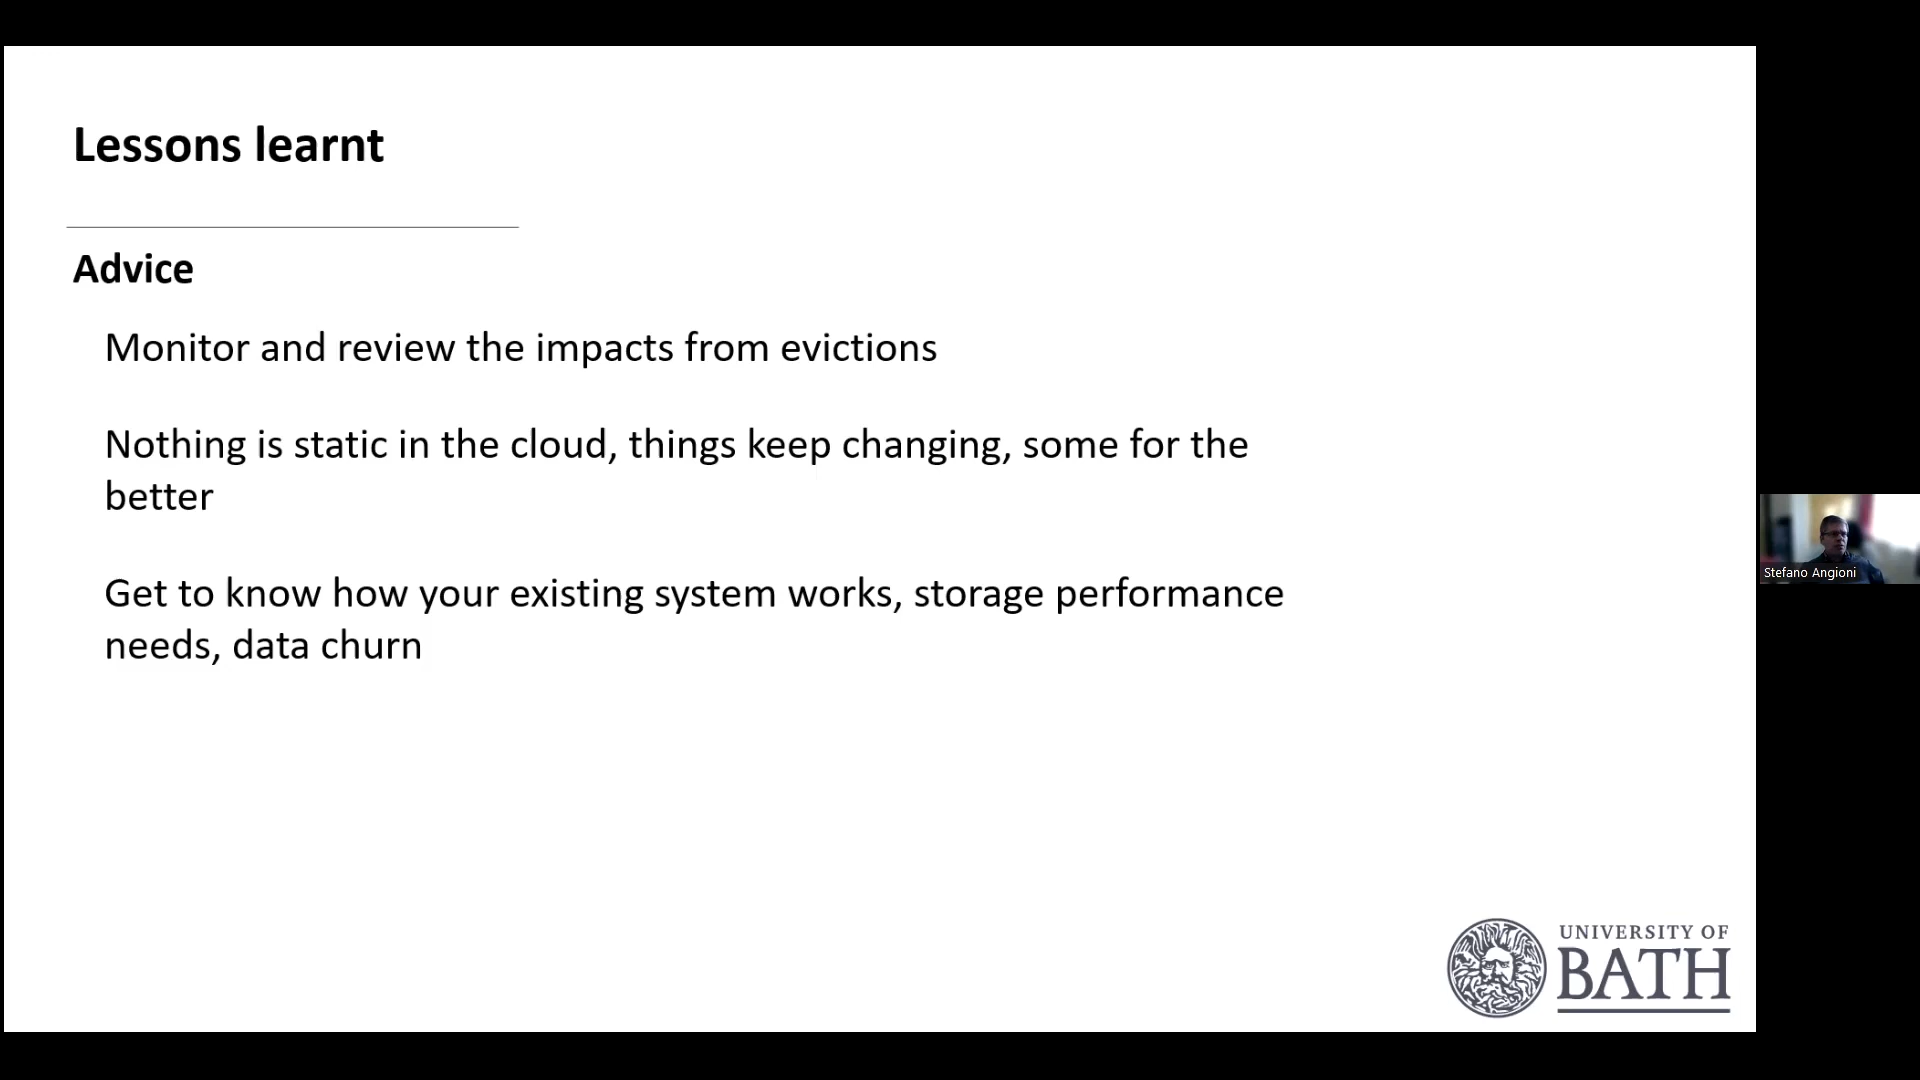 Lessons learnt
Advice
Monitor and review the impacts from evictions
Nothing is static in the cloud, things keep changing, some for the
better
Get to know how your existing system works, storage performance
needs, data churn
Stefano Angioni
UNIVERSITY OF
BATH